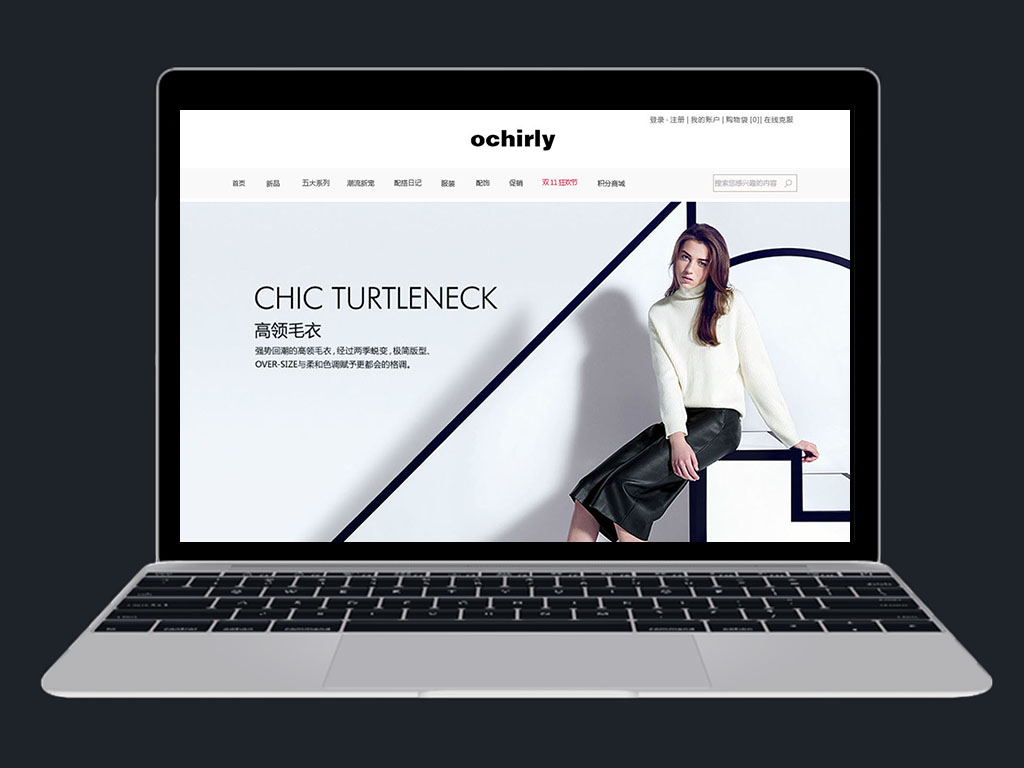 登录 - 注册 | 我的账户 | 购物袋 [0]| 在线克服
ochirly
首页 新品 五大系列 潮流新宠 配搭日记 服装 配饰 促销 双 11 狂欢节 积分商城
搜索您感兴趣的内容
CHIC TURTLENECK
高领毛衣
强势回潮的高领毛衣，经过两季蜕变，极简版型、
OVER-SIZE与柔和色调赋予更都会的格调。